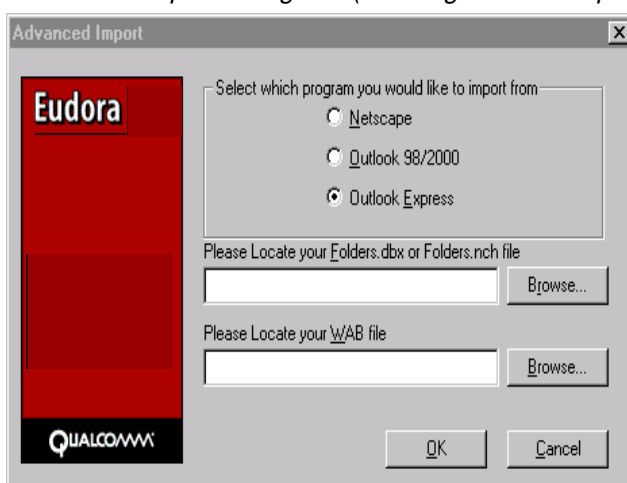 Advanced Import
Eudora
Select which program you would like to import from
Netscape
Outlook 98/2000
Outlook Express
Please Locate your Folders.dbx or Folders.nch file
Browse...
Please Locate your WAB file
Browse...
QUALCOMM
OK
Cancel